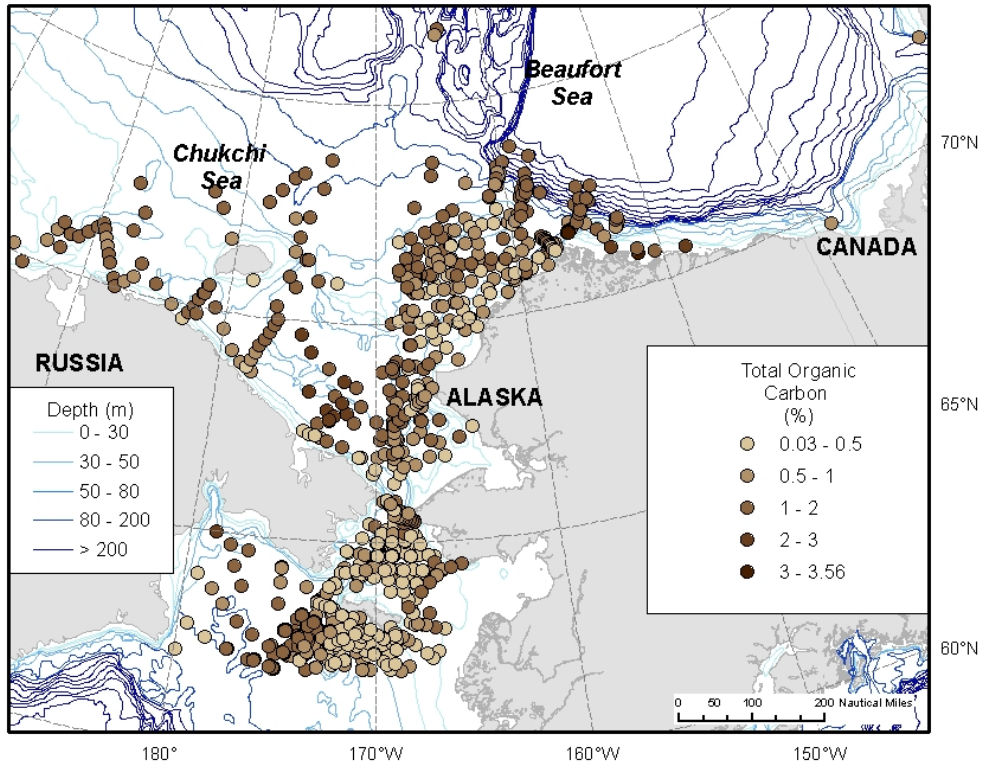 Beaufort
Sea
Chukchi
Sea
70°N
CANADA
RUSSIA
ALASKA
65°N
Depth (m)
0 - 30
30 - 50
50 - 80
80 - 200
> 200
Total Organic
Carbon
(%)
0.03 - 0.5
0.5 - 1
1 - 2
2 - 3
3 - 3.56
60°N
0 50 100 200 Nautical Miles
180°
170°W
160°W
150°W